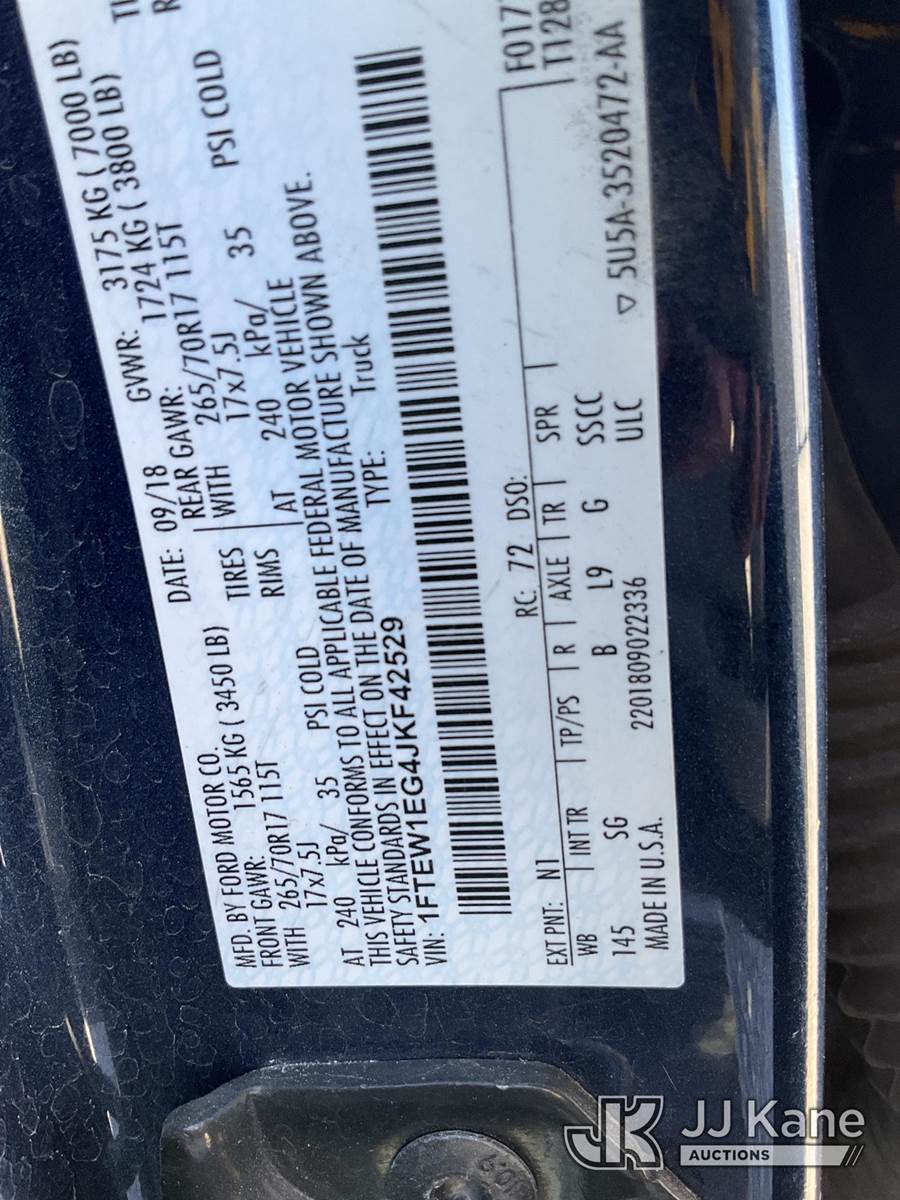 MFD. BY FORD MOTOR CO.
DATE: 09/18 GVWR: 3175 KG ( 7000 LB)
FRONT GAWR: 1565 KG ( 3450 LB) REAR GAWR: 1724 KG ( 3800 LB)
WITH 265/70R17 115T TIRES WITH 265/70R17 115T
17x7.5J RIMS 17x7.5J
AT 240 kPa/ 35 PSI COLD AT 240 kPa/ 35 PSI COLD
THIS VEHICLE CONFORMS TO ALL APPLICABLE FEDERAL MOTOR VEHICLE
SAFETY STANDARDS IN EFFECT ON THE DATE OF MANUFACTURE SHOWN ABOVE.
VIN: 1FTEW1EG4JKF42529 TYPE: Truck
F017
T128
EXT PNT: N1 RC: 72 DSO:
WB INT TR TP/PS R AXLE TR SPR
145 SG B L9 G SSCC
MADE IN U.S.A. 220180902 2336 ULC
5U5A-3520472-AA
JK JJ Kane
AUCTIONS